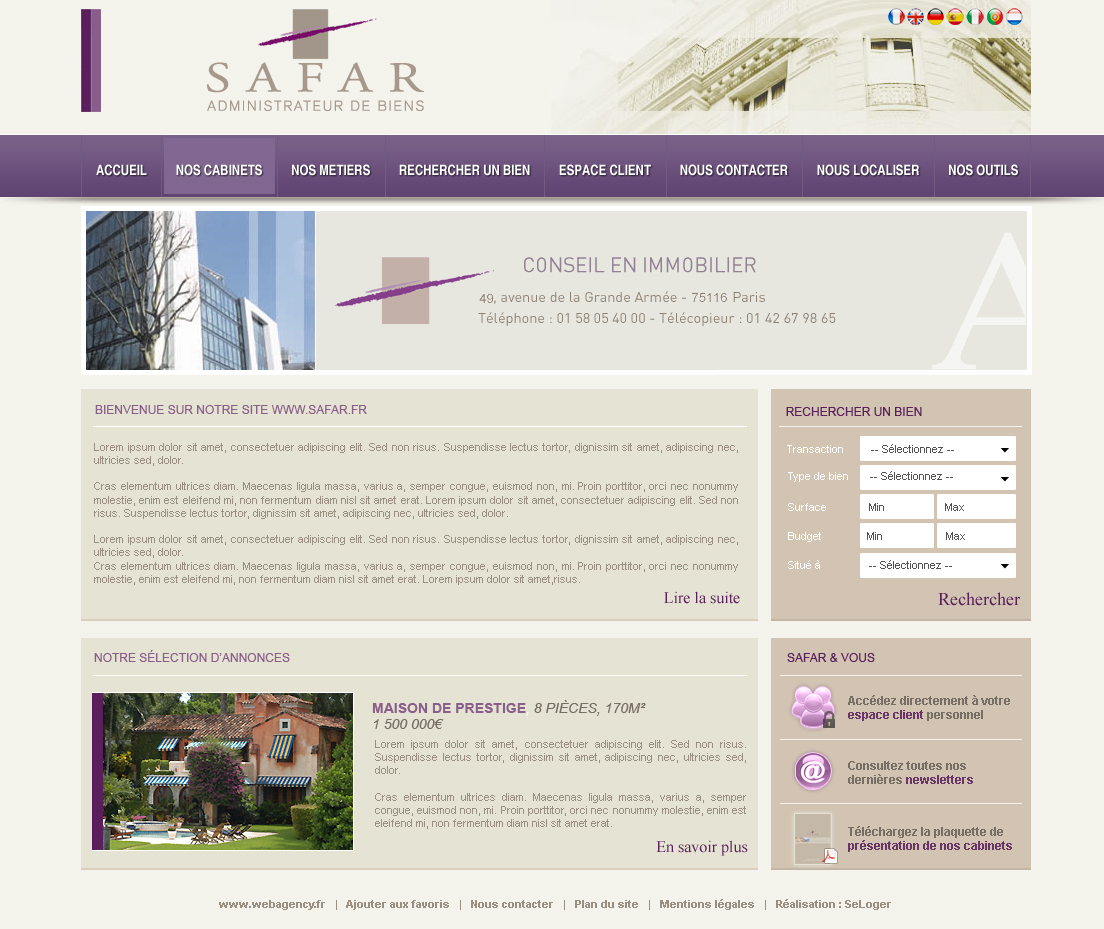 SAFAR
ADMINISTRATEUR DE BIENS
ACCUEIL
NOS CABINETS
NOS METIERS
RECHERCHER UN BIEN
ESPACE CLIENT
NOUS CONTACTER
NOUS LOCALISER
NOS OUTILS
CONSEIL EN IMMOBILIER
49, avenue de la Grande Armée - 75116 Paris
Téléphone : 01 58 05 40 00 - Télécopieur : 01 42 67 98 65
A
BIENVENUE SUR NOTRE SITE WWW.SAFAR.FR
Lorem ipsum dolor sit amet, consectetuer adipiscing elit. Sed non risus. Suspendisse lectus tortor, dignissim sit amet, adipiscing nec,
ultricies sed, dolor.
Cras elementum ultrices diam. Maecenas ligula massa, varius a, semper congue, euismod non, mi. Proin porttitor, orci nec nonummy
molestie, enim est eleifend mi, non fermentum diam nisl sit amet erat. Lorem ipsum dolor sit amet, consectetuer adipiscing elit. Sed non
risus. Suspendisse lectus tortor, dignissim sit amet, adipiscing nec, ultricies sed, dolor.
Lorem ipsum dolor sit amet, consectetuer adipiscing elit. Sed non risus. Suspendisse lectus tortor, dignissim sit amet, adipiscing nec,
ultricies sed, dolor.
Cras elementum ultrices diam. Maecenas ligula massa, varius a, semper congue, euismod non, mi. Proin porttitor, orci nec nonummy
molestie, enim est eleifend mi, non fermentum diam nisl sit amet erat. Lorem ipsum dolor sit amet,risus.
Lire la suite
RECHERCHER UN BIEN
Transaction -- Sélectionnez --
Type de bien -- Sélectionnez --
Surface Min Max
Budget Min Max
Situé à -- Sélectionnez --
Rechercher
NOTRE SÉLECTION D'ANNONCES
MAISON DE PRESTIGE 8 PIÈCES, 170M²
1 500 000€
Lorem ipsum dolor sit amet, consectetuer adipiscing elit. Sed non risus.
Suspendisse lectus tortor, dignissim sit amet, adipiscing nec, ultricies sed,
dolor.
Cras elementum ultrices diam. Maecenas ligula massa, varius a, semper
congue, euismod non, mi. Proin porttitor, orci nec nonummy molestie, enim est
eleifend mi, non fermentum diam nisl sit amet erat.
En savoir plus
SAFAR & VOUS
Accédez directement à votre
espace client personnel
@
Consultez toutes nos
dernières newsletters
Téléchargez la plaquette de
présentation de nos cabinets
www.webagency.fr | Ajouter aux favoris | Nous contacter | Plan du site | Mentions légales | Réalisation : SeLoger